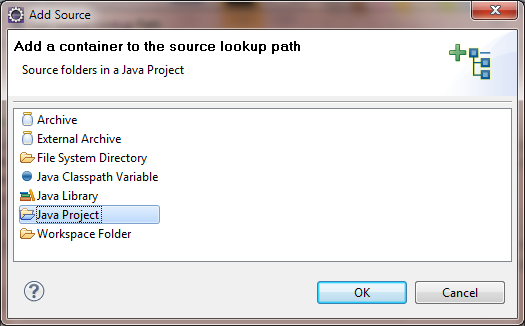 Add Source
Add a container to the source lookup path
Source folders in a Java Project
Archive
External Archive
File System Directory
Java Classpath Variable
Java Library
Java Project
Workspace Folder
?
OK
Cancel